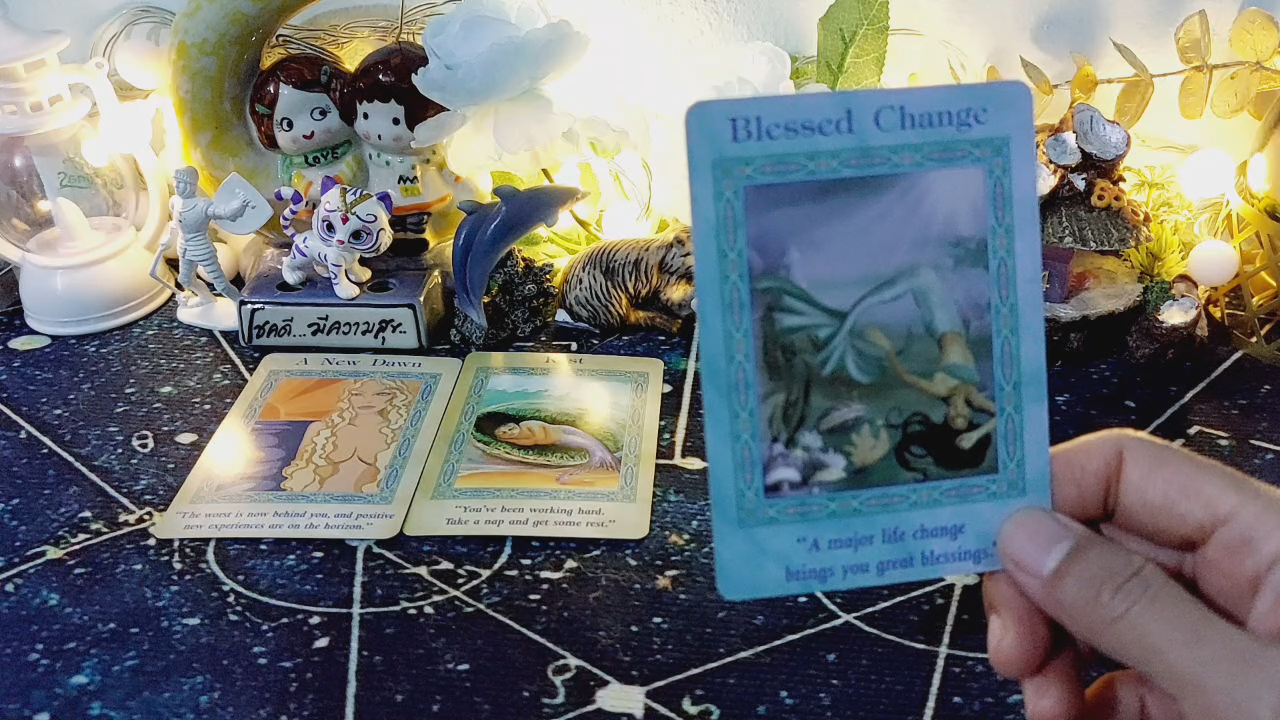 LOVE
โชคดี...มีความสุข..
Blessed Change
A New Dawn
Rest
"The worst is now behind you, and positive
new experiences are on the horizon."
"You've been working hard.
Take a nap and get some rest."
"A major life change
brings you great blessings."